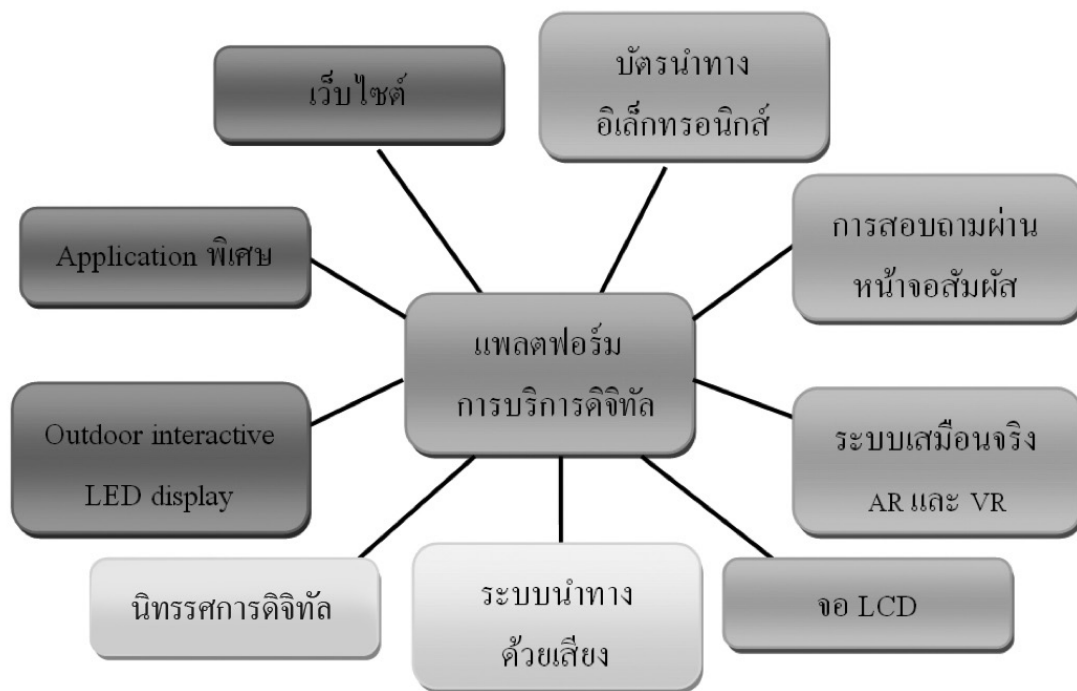 เว็บไซต์
บัตรนำทาง
อิเล็กทรอนิกส์
Application พิเศษ
การสอบถามผ่าน
หน้าจอสัมผัส
แพลตฟอร์ม
การบริการดิจิทัล
Outdoor interactive
LED display
ระบบเสมือนจริง
AR และ VR
นิทรรศการดิจิทัล
ระบบนำทาง
ด้วยเสียง
จอ LCD